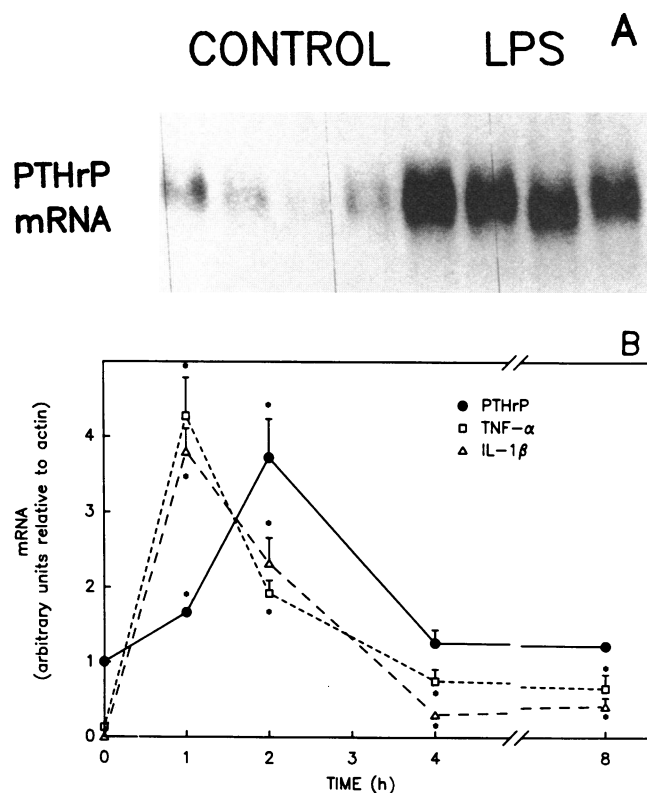 CONTROL LPS A
PTHrP
mRNA
B
mRNA
(arbitrary units relative to actin)
PTHrP
TNF-α
IL-1β
4
3
2
1
0
0 1 2 3 4 8
TIME (h)